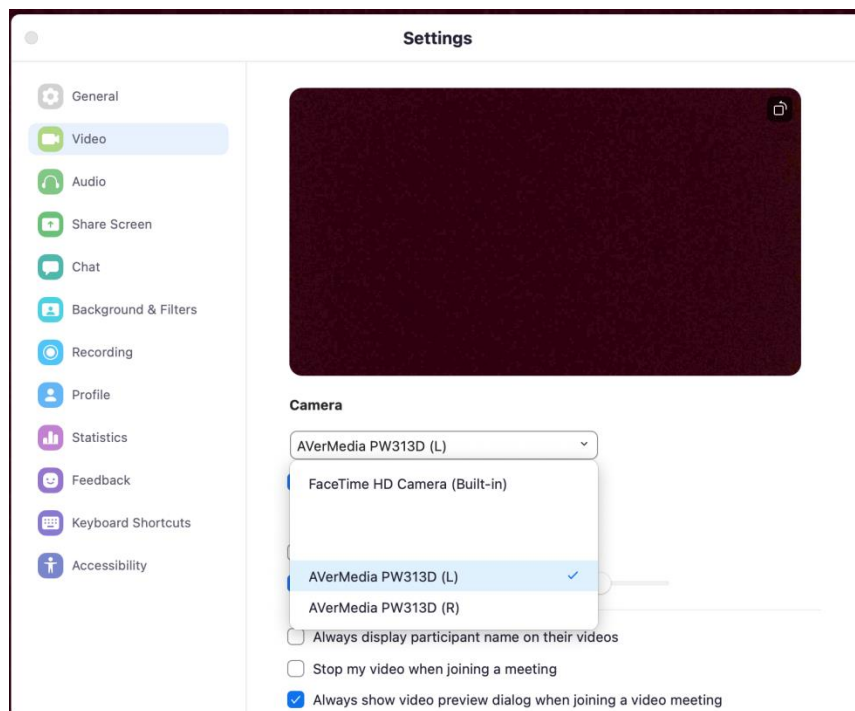 Settings
General
Video
Audio
Share Screen
Chat
Background & Filters
Recording
Profile
Statistics
Feedback
Keyboard Shortcuts
Accessibility
Camera
AVerMedia PW313D (L)
FaceTime HD Camera (Built-in)
AVerMedia PW313D (L)
AVerMedia PW313D (R)
Always display participant name on their videos
Stop my video when joining a meeting
Always show video preview dialog when joining a video meeting